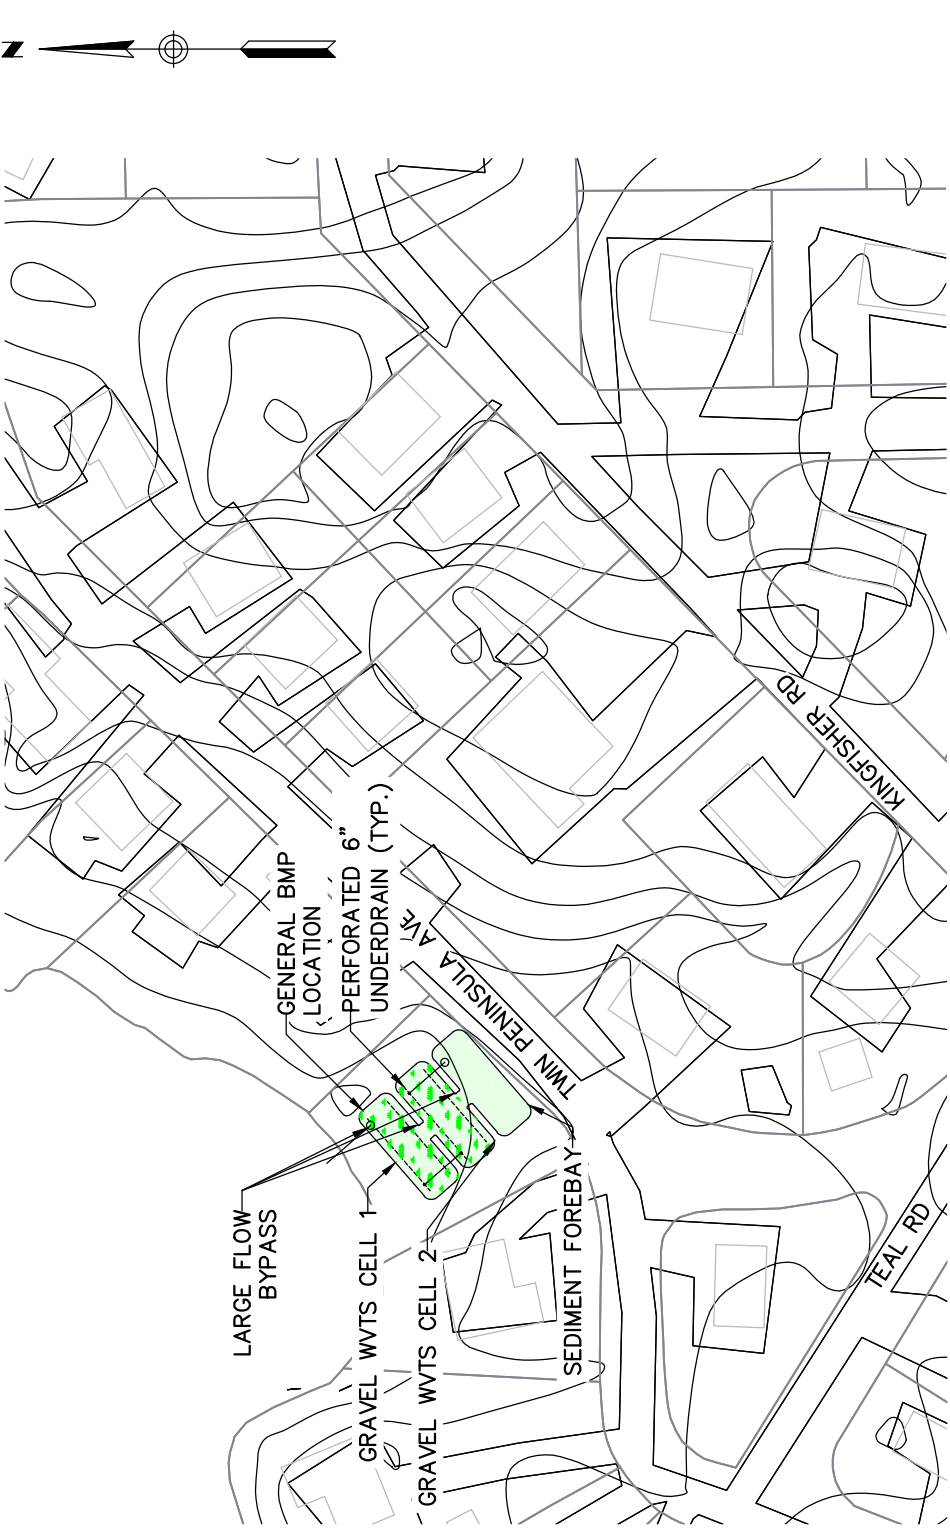 N
GENERAL BMP
LOCATION
PERFORATED 6"
UNDERDRAIN (TYP.)
KINGFISHER RD
TWIN PENINSULA AVE
LARGE FLOW
BYPASS
GRAVEL WVTS CELL 1
GRAVEL WVTS CELL 2
SEDIMENT FOREBAY
TEAL RD